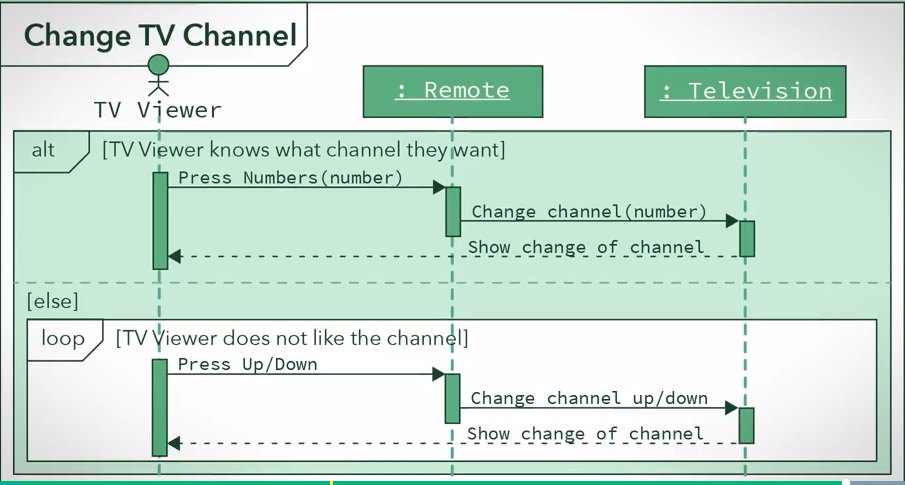 Change TV Channel
TV Viewer
: Remote
: Television
alt
[TV Viewer knows what channel they want]
Press Numbers(number)
Change channel(number)
Show change of channel
[else]
loop
[TV Viewer does not like the channel]
Press Up/Down
Change channel up/down
Show change of channel